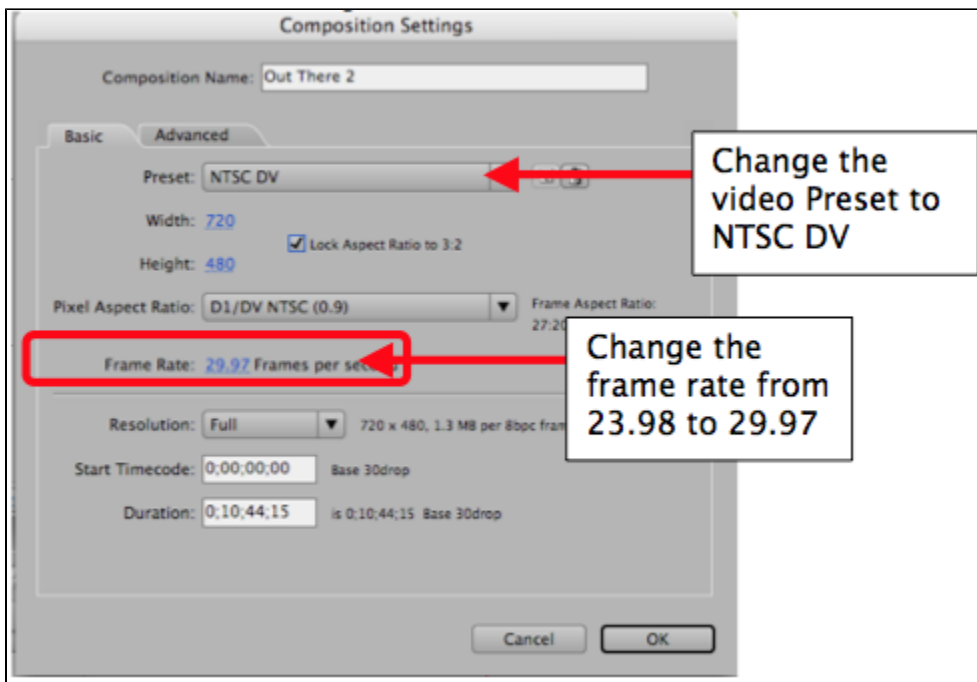 Composition Settings
Composition Name: Out There 2
Basic Advanced
Preset: NTSC DV
Width: 720
Lock Aspect Ratio to 3:2
Height: 480
Pixel Aspect Ratio: D1/DV NTSC (0.9)
Frame Aspect Ratio:
Frame Rate: 29.97 Frames per
Resolution: Full 720 x 480, 1.3 MB per 8bpc
Start Timecode: 0;00;00;00 Base 30drop
Duration: 0;10;44;15 is 0;10;44;15 Base 30drop
Cancel OK
Change the
video Preset to
NTSC DV
Change the
frame rate from
23.98 to 29.97